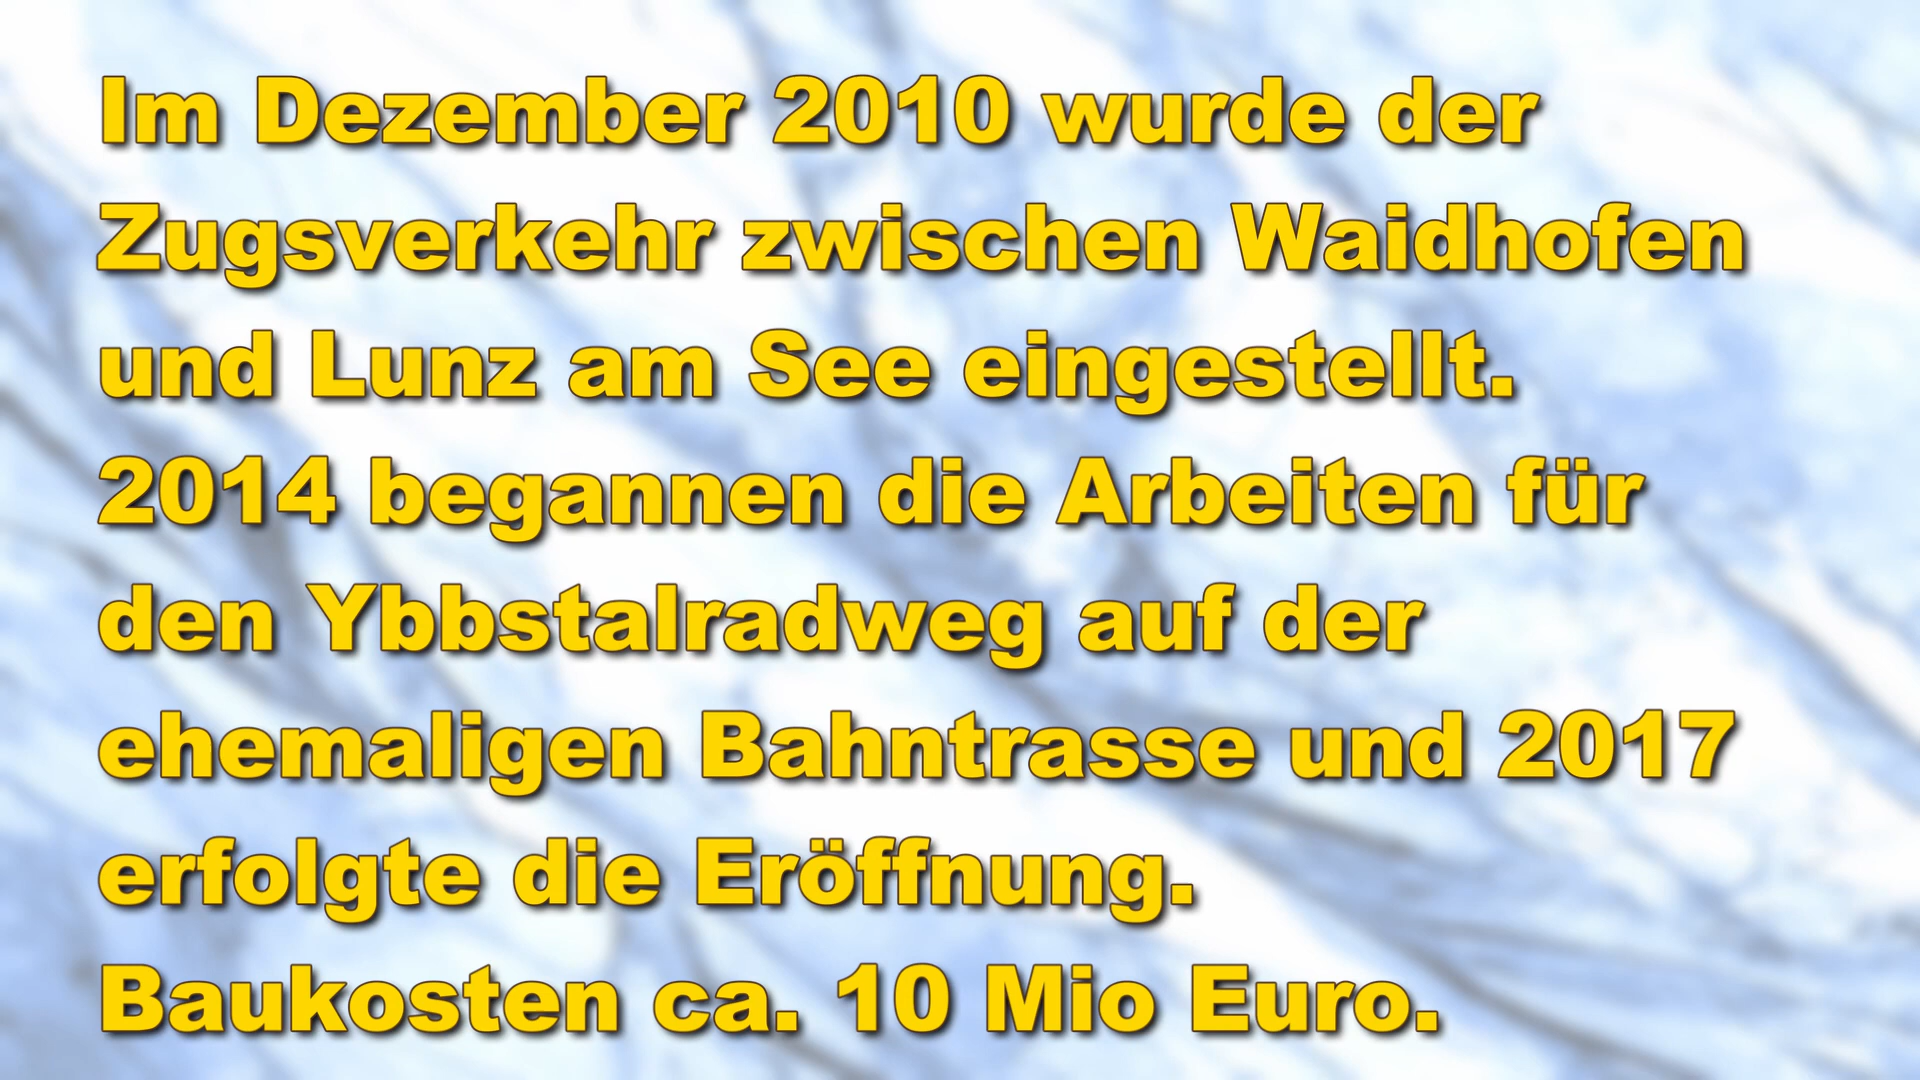 Im Dezember 2010 wurde der
Zugsverkehr zwischen Waidhofen
und Lunz am See eingestellt.
2014 begannen die Arbeiten für
den Ybbstalradweg auf der
ehemaligen Bahntrasse und 2017
erfolgte die Eröffnung.
Baukosten ca. 10 Mio Euro.